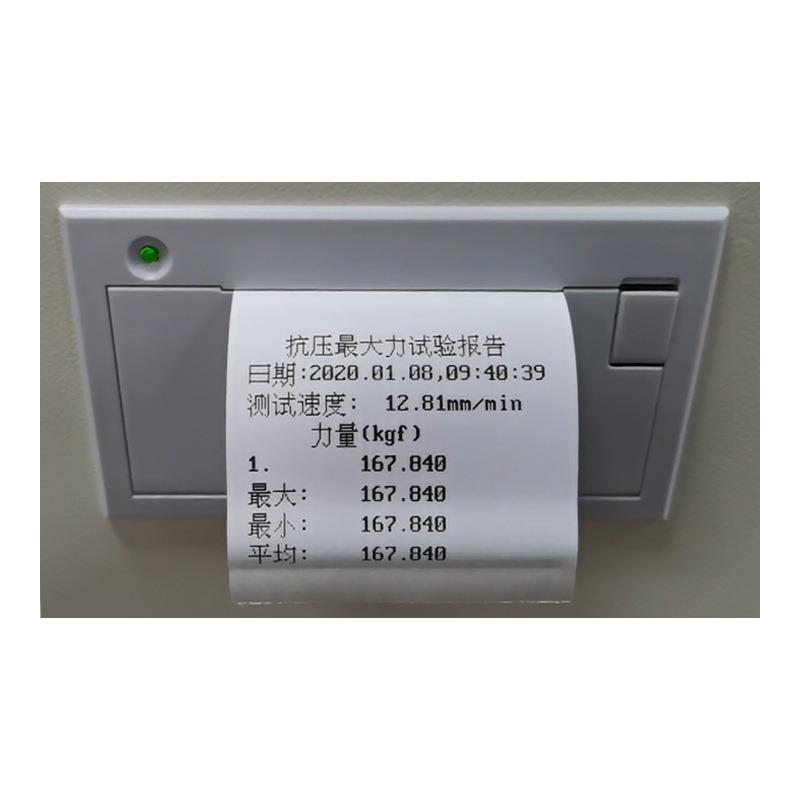 抗压最大力试验报告
日期:2020.01.08,09:40:39
测试速度: 12.81mm/min
力量(kgf)
1. 167.840
最大: 167.840
最小: 167.840
平均: 167.840